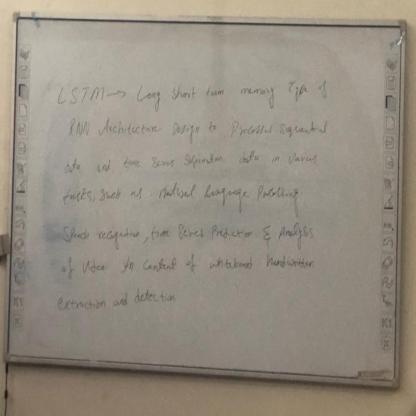 LSTM → Long Short term memory Type of
RNN Architecture Design to Processed Sequential
data and time Series data in various
tasks, such as Natural Language Processing
Speech recognition, time Series Prediction & Analysis
of Video In Context of whiteboard handwritten
extraction and detection